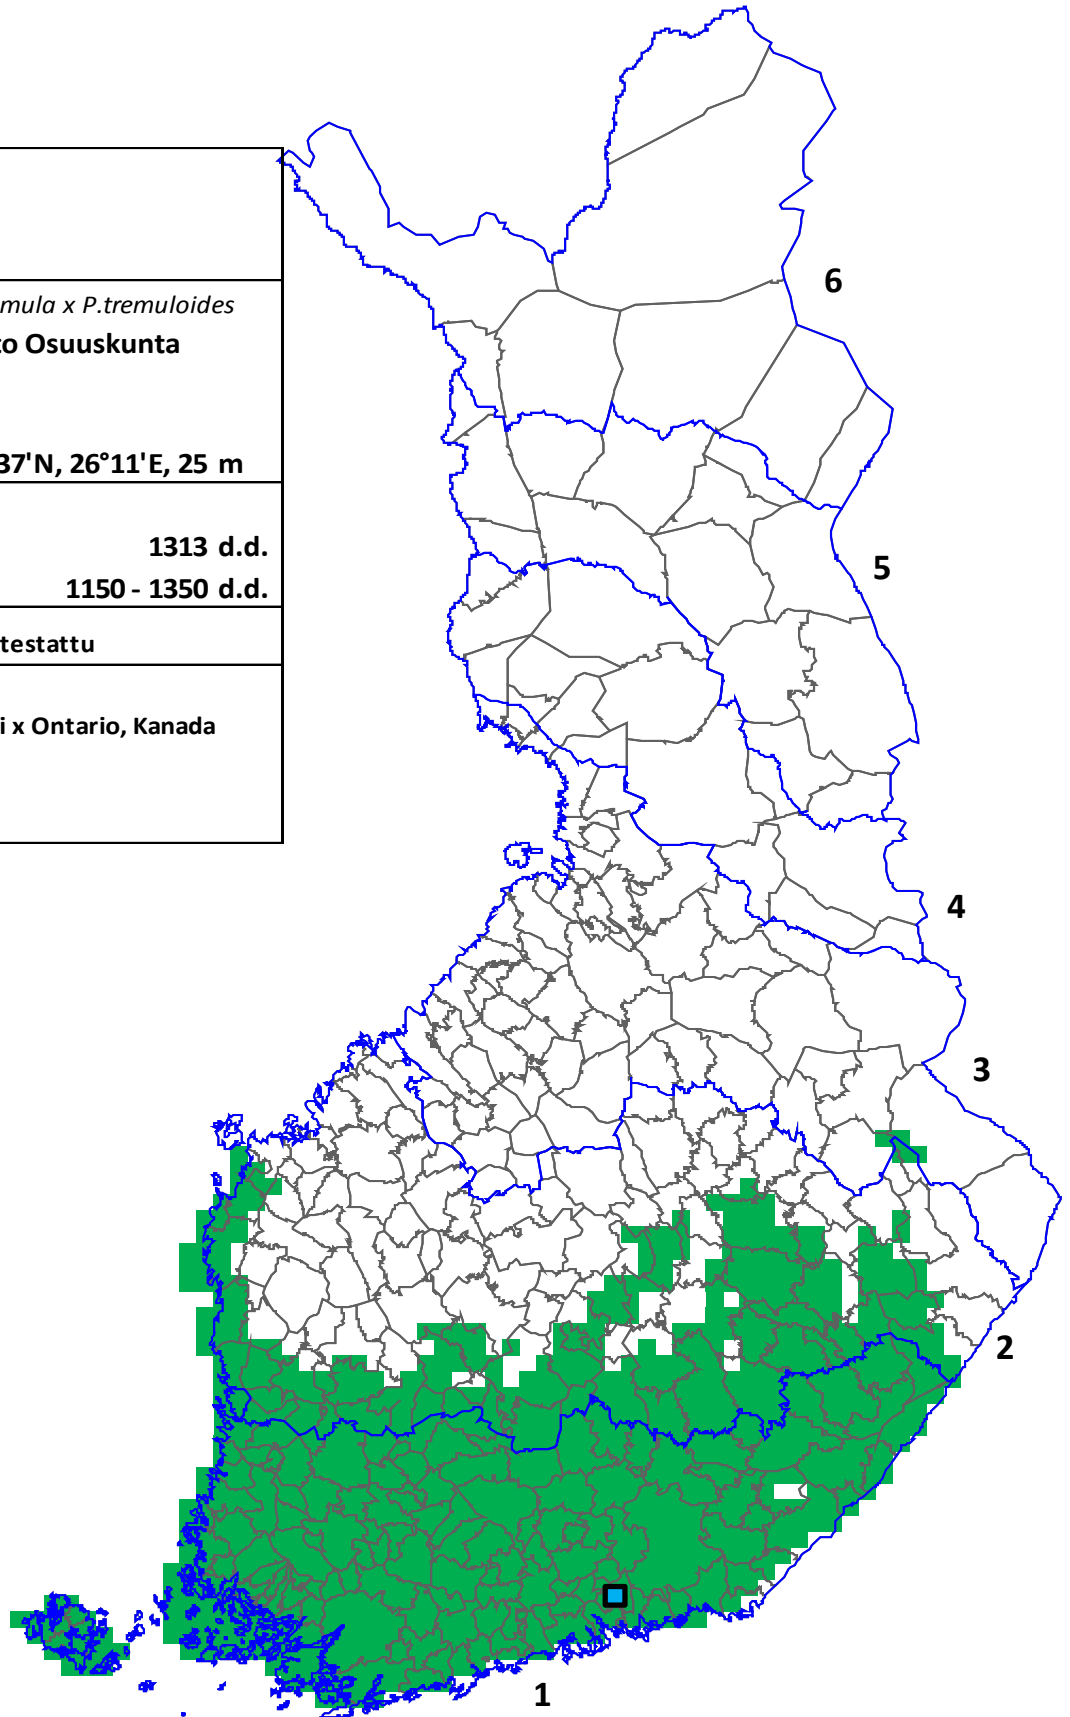 mula x P.tremuloides
to Osuuskunta
37'N, 26°11'E, 25 m
1313 d.d.
1150 - 1350 d.d.
testattu
i x Ontario, Kanada
6
5
4
3
2
1